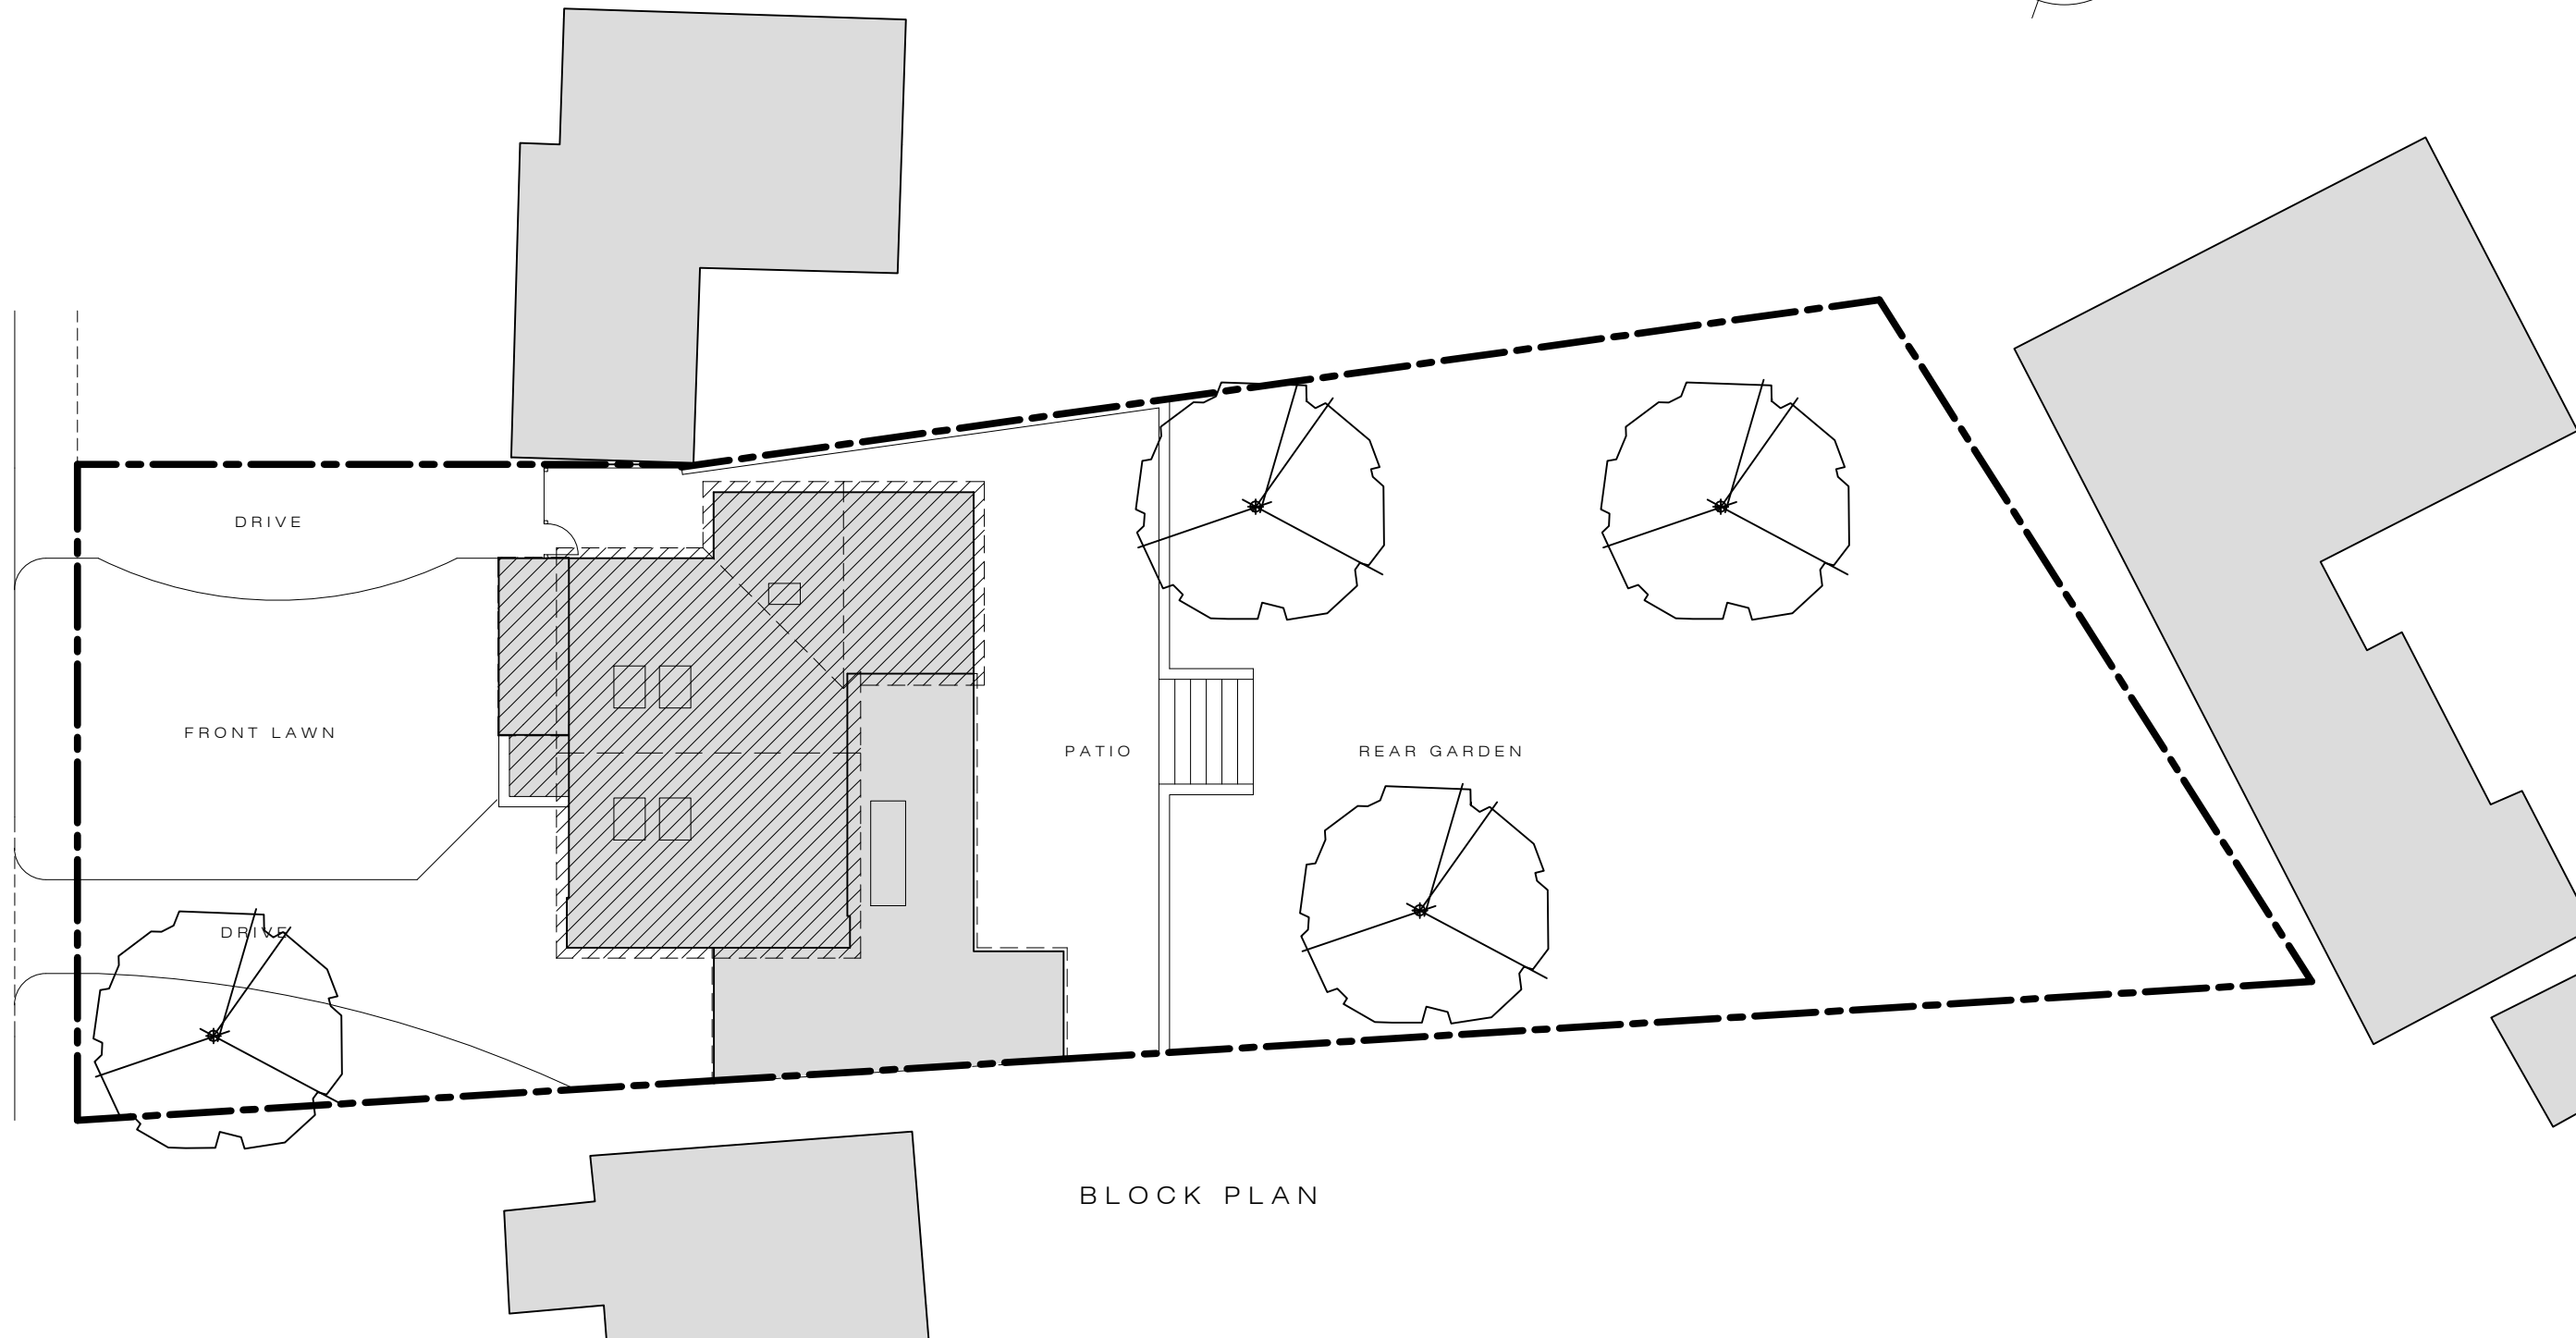 DRIVE
FRONT LAWN
PATIO
REAR GARDEN
DRIVE
BLOCK PLAN